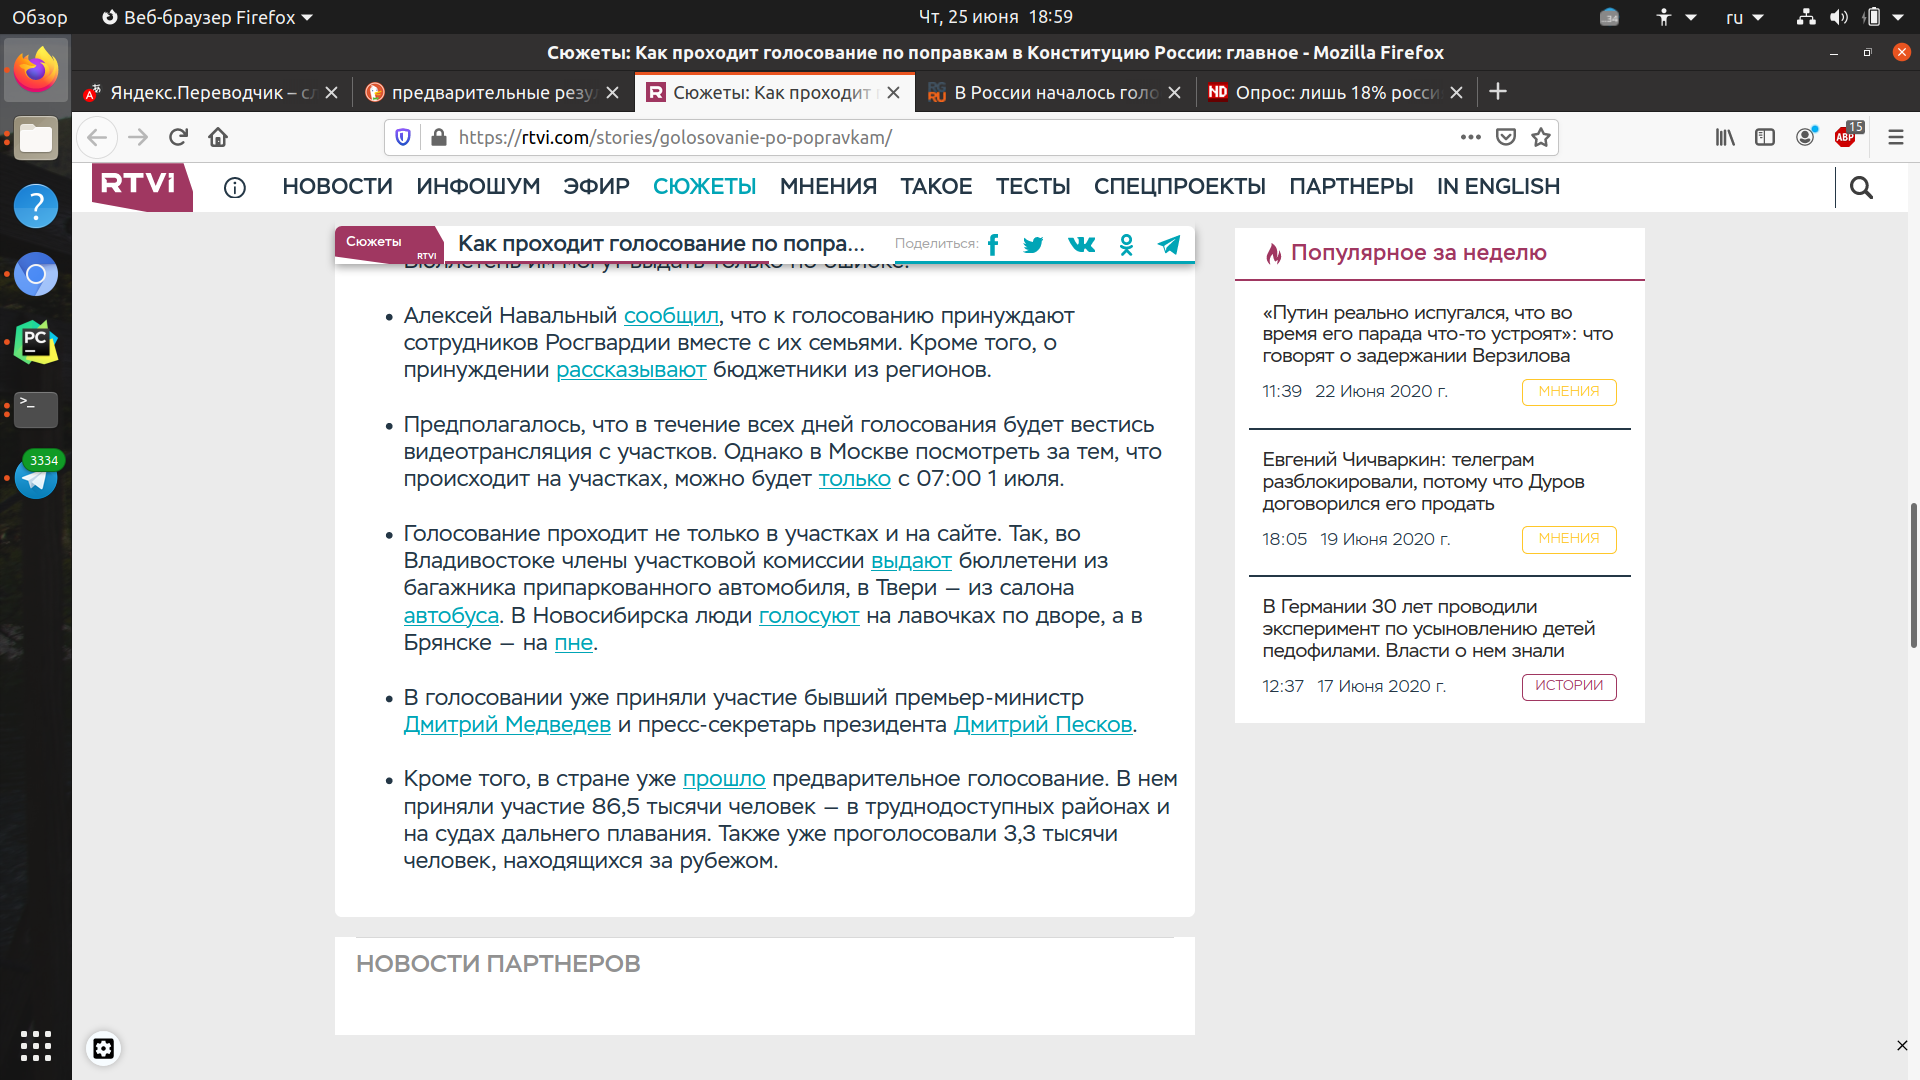 Обзор
Веб-браузер Firefox
Чт, 25 июня 18:59
34
ru
Сюжеты: Как проходит голосование по поправкам в Конституцию России: главное - Mozilla Firefox
Яндекс.Переводчик – сл
предварительные резул
Сюжеты: Как проходит г
В России началось голо
Опрос: лишь 18% росси
https://rtvi.com/stories/golosovanie-po-popravkam/
ABP
15
RTVi
НОВОСТИ
ИНФОШУМ
ЭФИР
СЮЖЕТЫ
МНЕНИЯ
ТАКОЕ
ТЕСТЫ
СПЕЦПРОЕКТЫ
ПАРТНЕРЫ
IN ENGLISH
Сюжеты
RTVI
Как проходит голосование по попра...
Поделиться:
Бюллетень им могут выдать только по ошибке.
Алексей Навальный сообщил, что к голосованию принуждают
сотрудников Росгвардии вместе с их семьями. Кроме того, о
принуждении рассказывают бюджетники из регионов.
Предполагалось, что в течение всех дней голосования будет вестись
видеотрансляция с участков. Однако в Москве посмотреть за тем, что
происходит на участках, можно будет только с 07:00 1 июля.
Голосование проходит не только в участках и на сайте. Так, во
Владивостоке члены участковой комиссии выдают бюллетени из
багажника припаркованного автомобиля, в Твери — из салона
автобуса. В Новосибирска люди голосуют на лавочках по дворе, а в
Брянске — на пне.
В голосовании уже приняли участие бывший премьер-министр
Дмитрий Медведев и пресс-секретарь президента Дмитрий Песков.
Кроме того, в стране уже прошло предварительное голосование. В нем
приняли участие 86,5 тысячи человек — в труднодоступных районах и
на судах дальнего плавания. Также уже проголосовали 3,3 тысячи
человек, находящихся за рубежом.
НОВОСТИ ПАРТНЕРОВ
Популярное за неделю
«Путин реально испугался, что во
время его парада что-то устроят»: что
говорят о задержании Верзилова
11:39 22 Июня 2020 г.
МНЕНИЯ
Евгений Чичваркин: телеграм
разблокировали, потому что Дуров
договорился его продать
18:05 19 Июня 2020 г.
МНЕНИЯ
В Германии 30 лет проводили
эксперимент по усыновлению детей
педофилами. Власти о нем знали
12:37 17 Июня 2020 г.
ИСТОРИИ
PC
3334